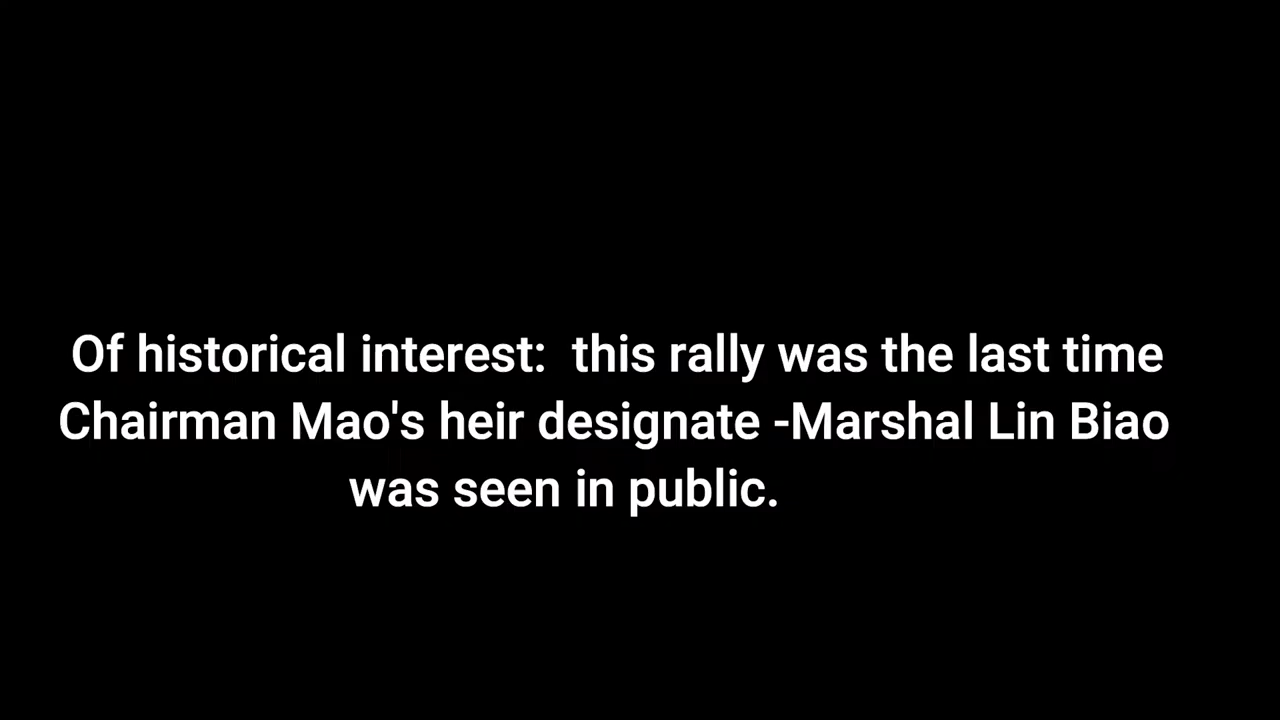 Of historical interest:  this rally was the last time
Chairman Mao's heir designate -Marshal Lin Biao
was seen in public.